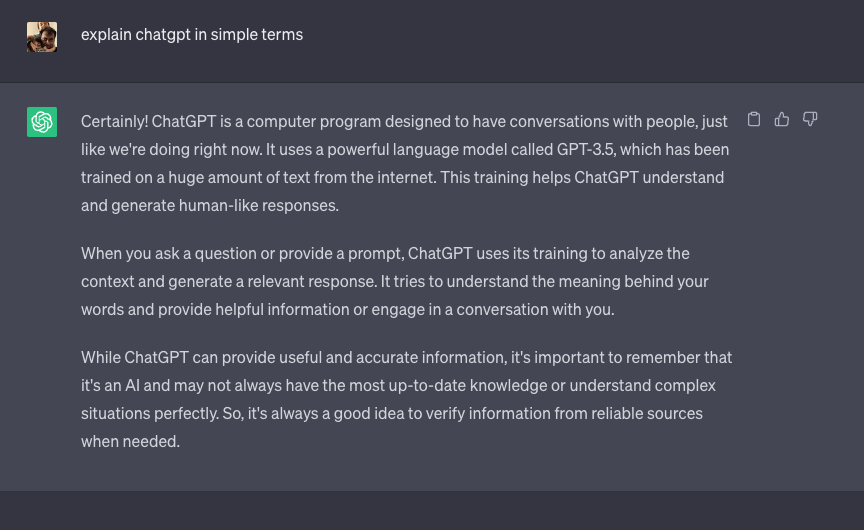 explain chatgpt in simple terms
Certainly! ChatGPT is a computer program designed to have conversations with people, just
like we're doing right now. It uses a powerful language model called GPT-3.5, which has been
trained on a huge amount of text from the internet. This training helps ChatGPT understand
and generate human-like responses.
When you ask a question or provide a prompt, ChatGPT uses its training to analyze the
context and generate a relevant response. It tries to understand the meaning behind your
words and provide helpful information or engage in a conversation with you.
While ChatGPT can provide useful and accurate information, it's important to remember that
it's an AI and may not always have the most up-to-date knowledge or understand complex
situations perfectly. So, it's always a good idea to verify information from reliable sources
when needed.